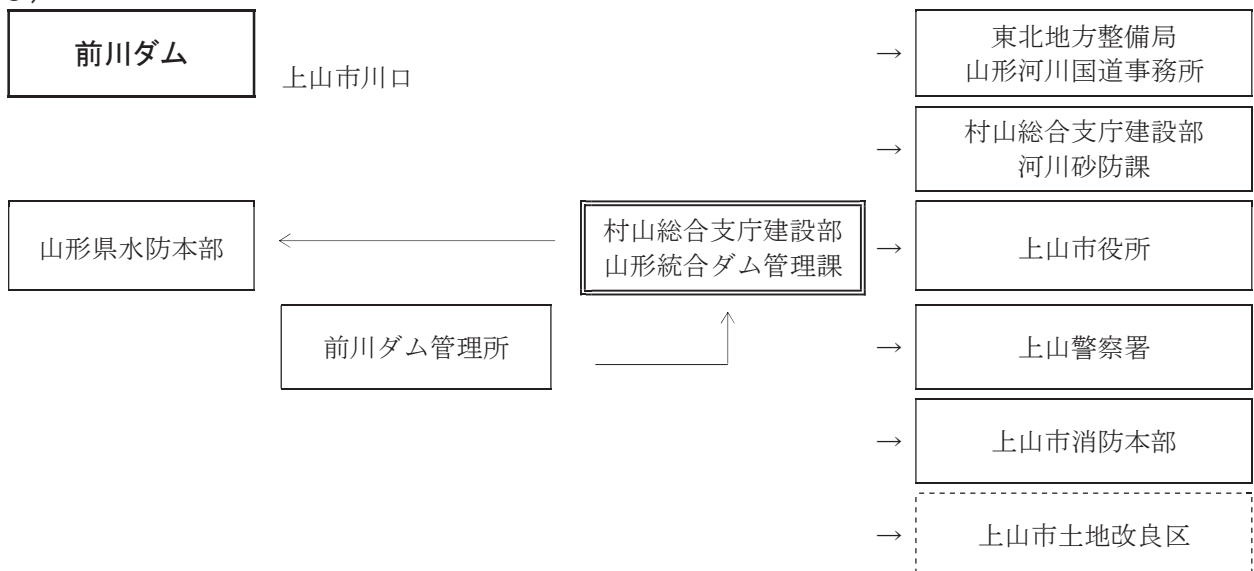 前川ダム
上山市川口
→
東北地方整備局
山形河川国道事務所
→
村山総合支庁建設部
河川砂防課
山形県水防本部
村山総合支庁建設部
山形統合ダム管理課
→
上山市役所
前川ダム管理所
→
上山警察署
→
上山市消防本部
→
上山市土地改良区